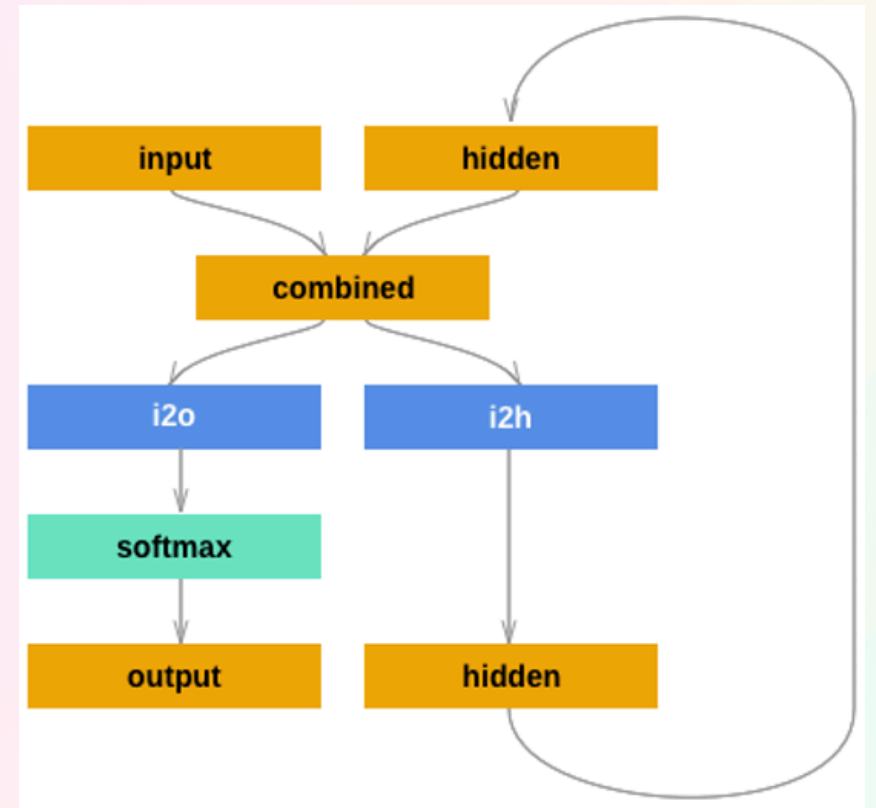 input
hidden
combined
i2o
i2h
softmax
output
hidden